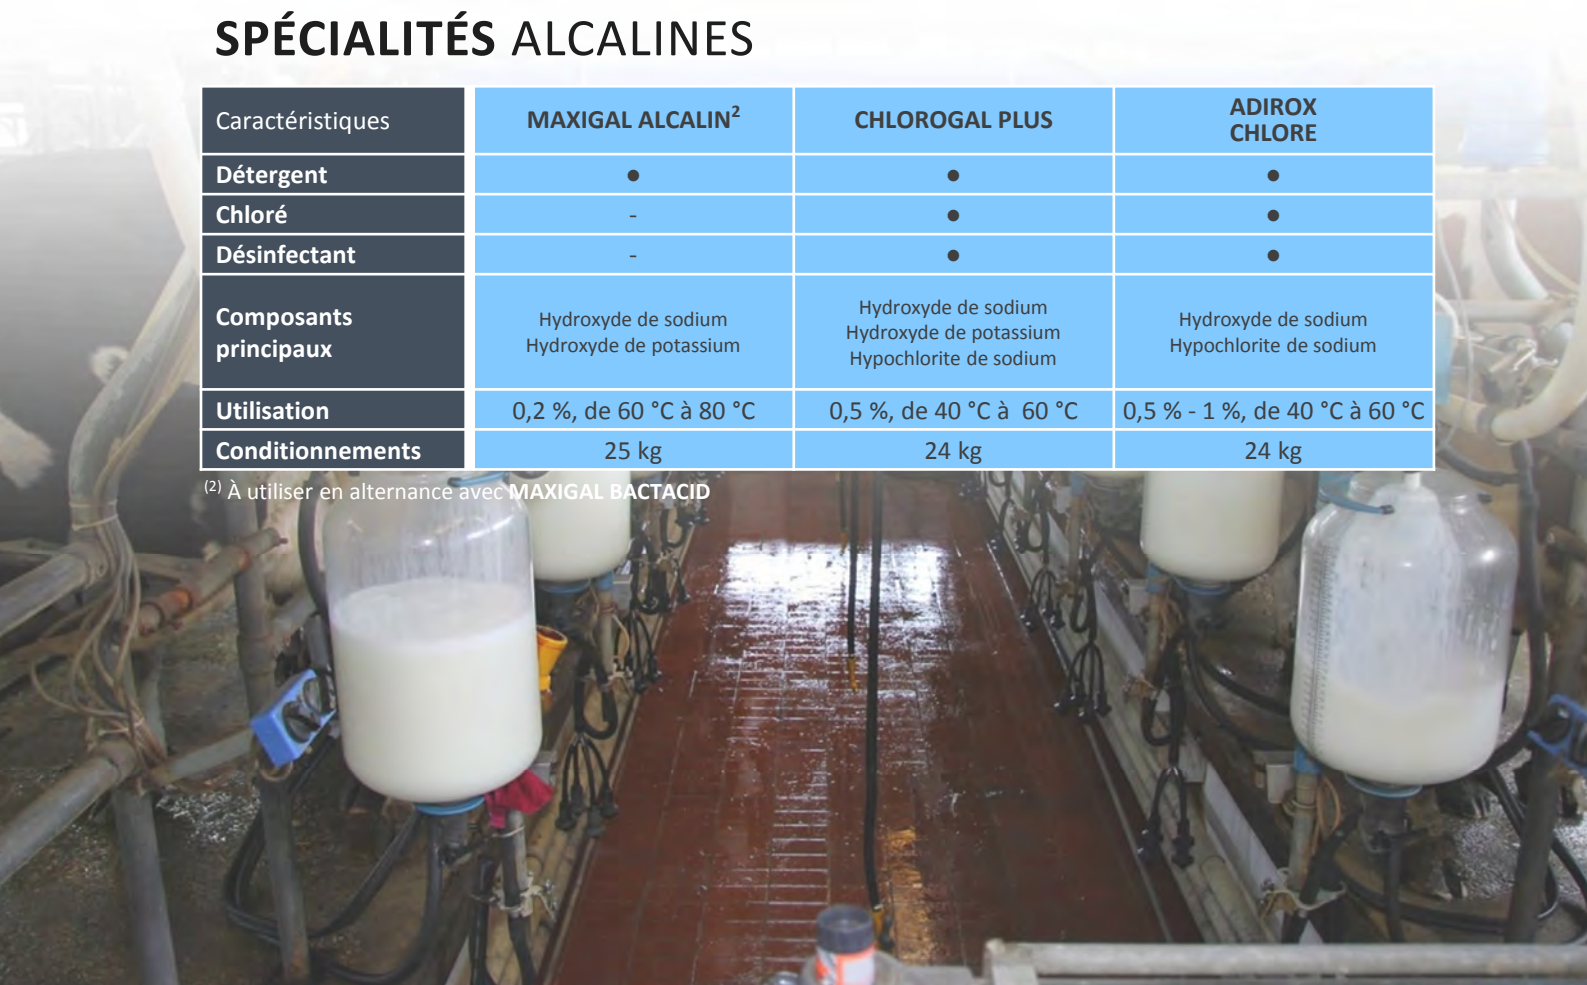 SPÉCIALITÉS ALCALINES
Caractéristiques MAXIGAL ALCALIN² CHLOROGAL PLUS ADIROX
CHLORE
Détergent ● ● ●
Chloré - ● ●
Désinfectant - ● ●
Composants
principaux
Hydroxyde de sodium
Hydroxyde de potassium
Hydroxyde de sodium
Hydroxyde de potassium
Hypochlorite de sodium
Hydroxyde de sodium
Hypochlorite de sodium
Utilisation 0,2 %, de 60 °C à 80 °C 0,5 %, de 40 °C à 60 °C 0,5 % - 1 %, de 40 °C à 60 °C
Conditionnements 25 kg 24 kg 24 kg
(2) À utiliser en alternance avec MAXIGAL BACTACID